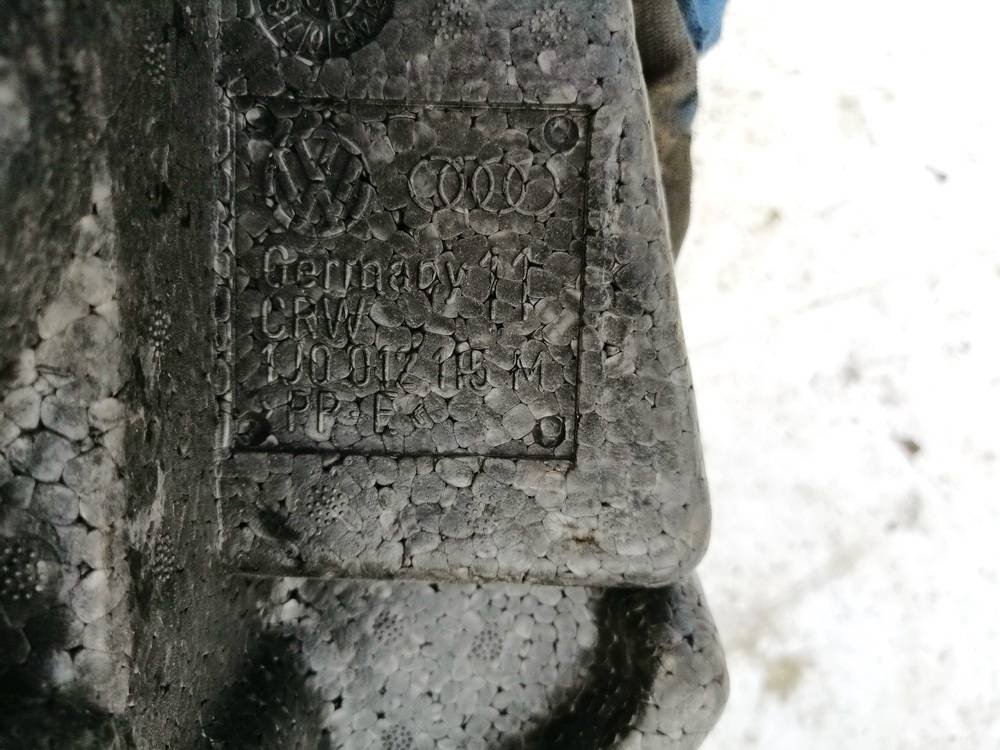 Germany 11
CRW
1J0 012 115 M
>PP-E<